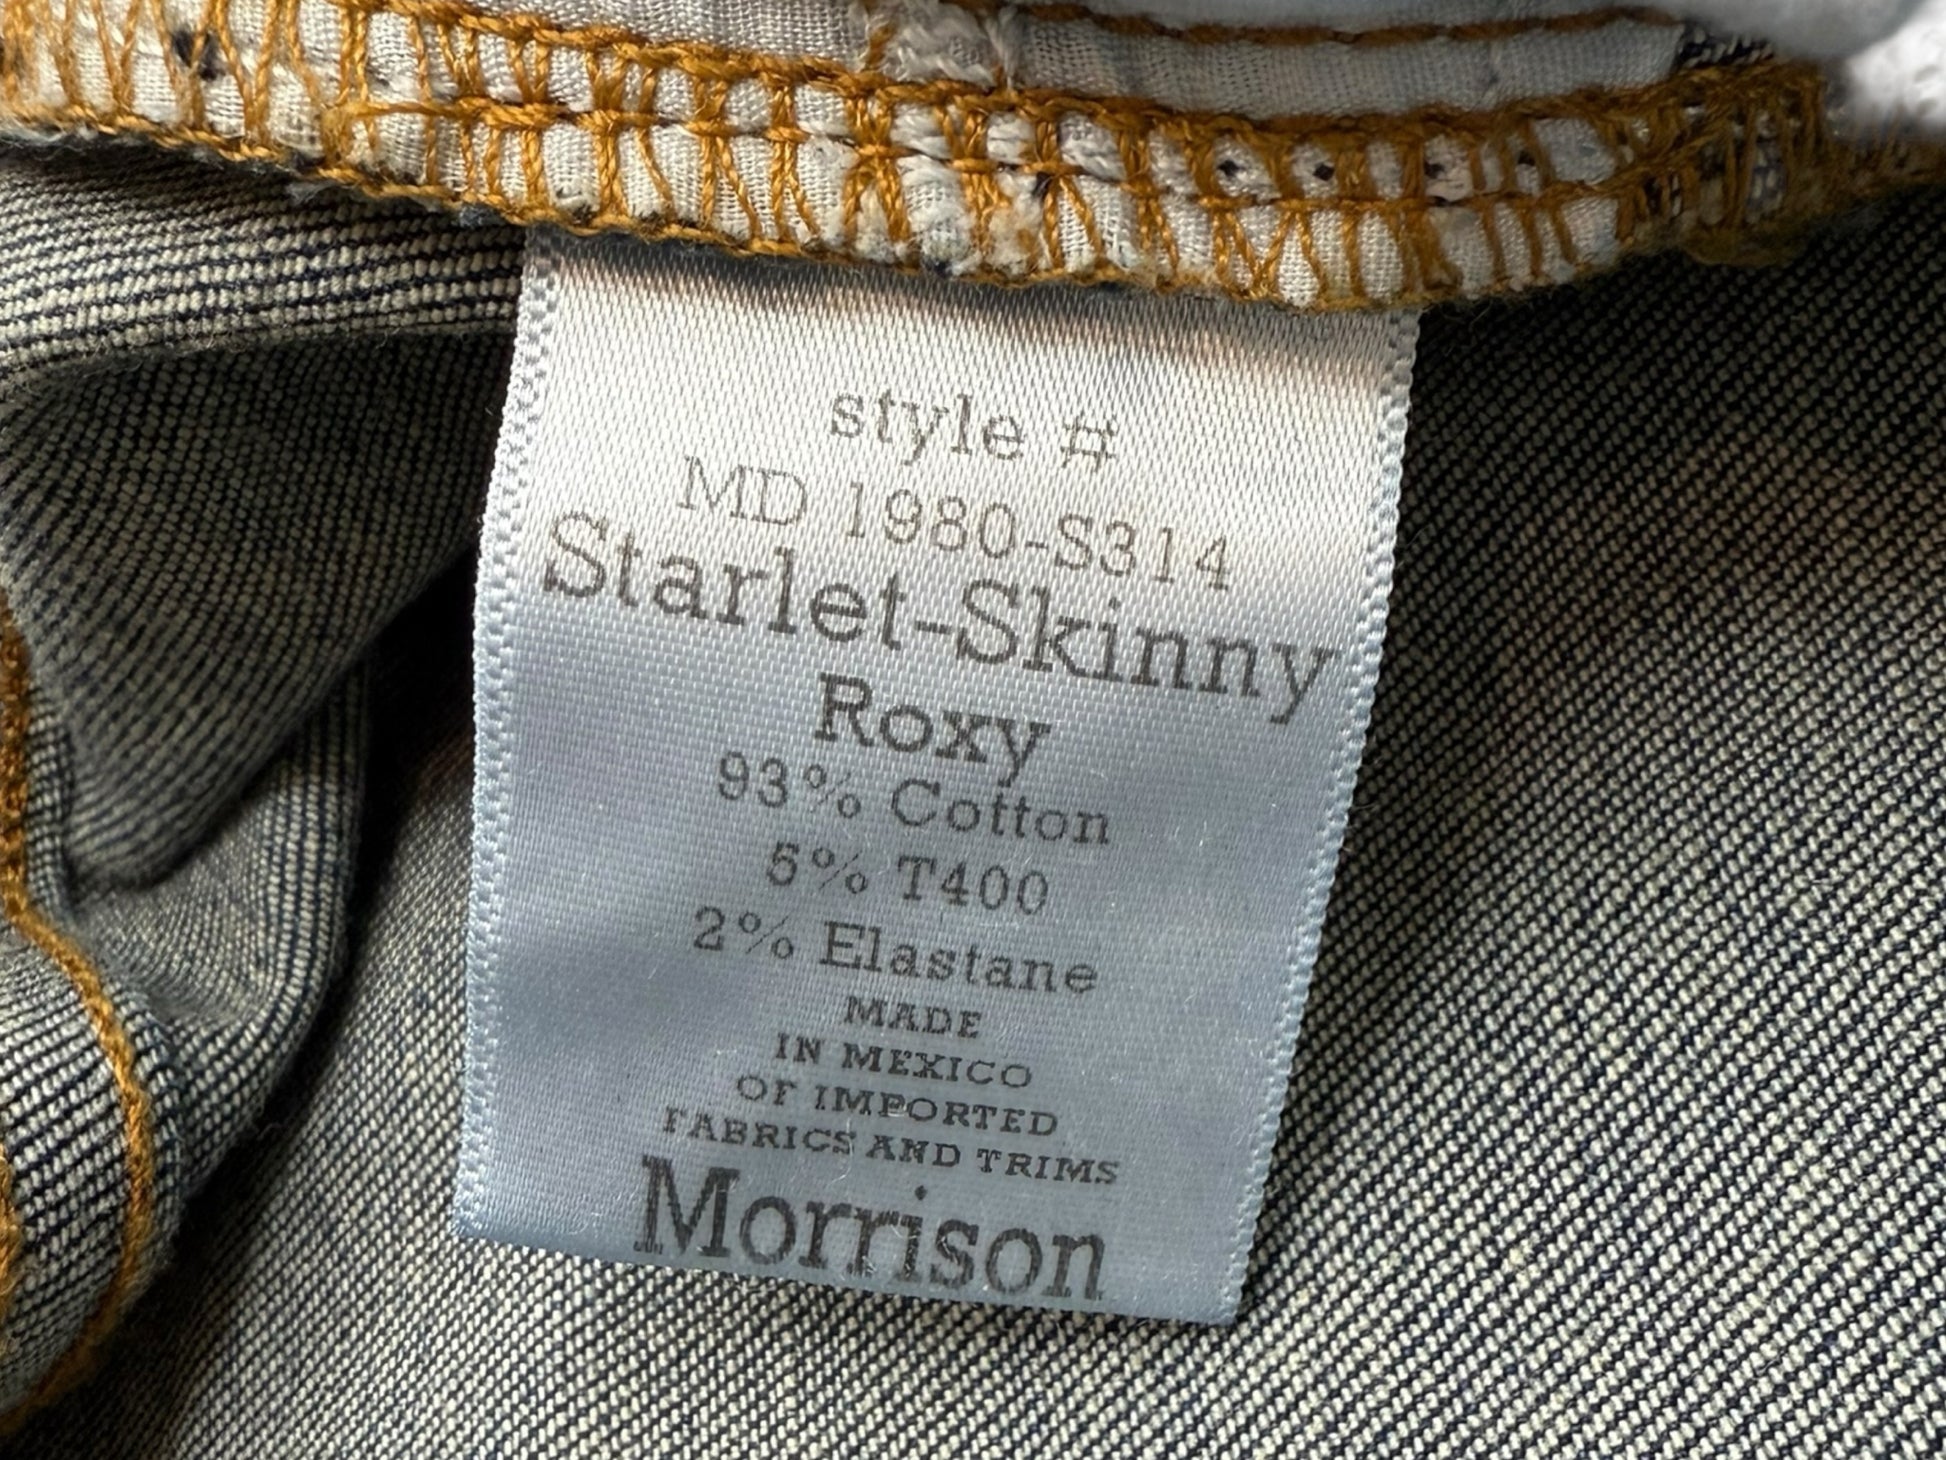 style #
MD 1980-S314
Starlet-Skinny
Roxy
93% Cotton
5% T400
2% Elastane
MADE
IN MEXICO
OF IMPORTED
FABRICS AND TRIMS
Morrison